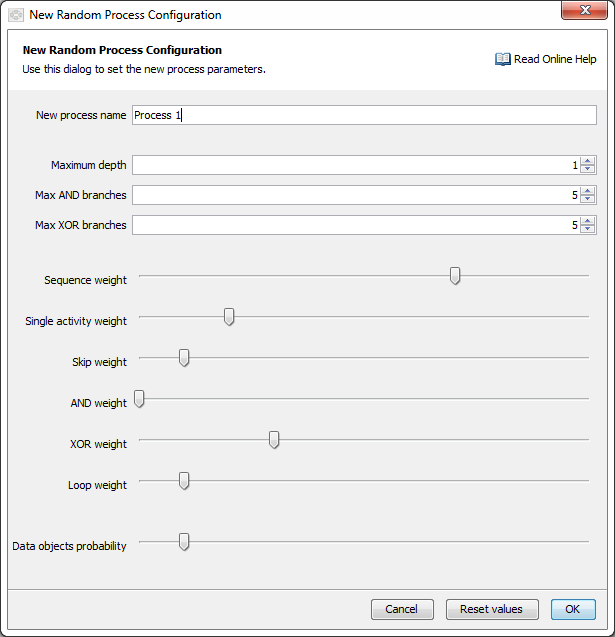 New Random Process Configuration
New Random Process Configuration
Use this dialog to set the new process parameters.
Read Online Help
New process name Process 1
Maximum depth 1
Max AND branches 5
Max XOR branches 5
Sequence weight
Single activity weight
Skip weight
AND weight
XOR weight
Loop weight
Data objects probability
Cancel Reset values OK